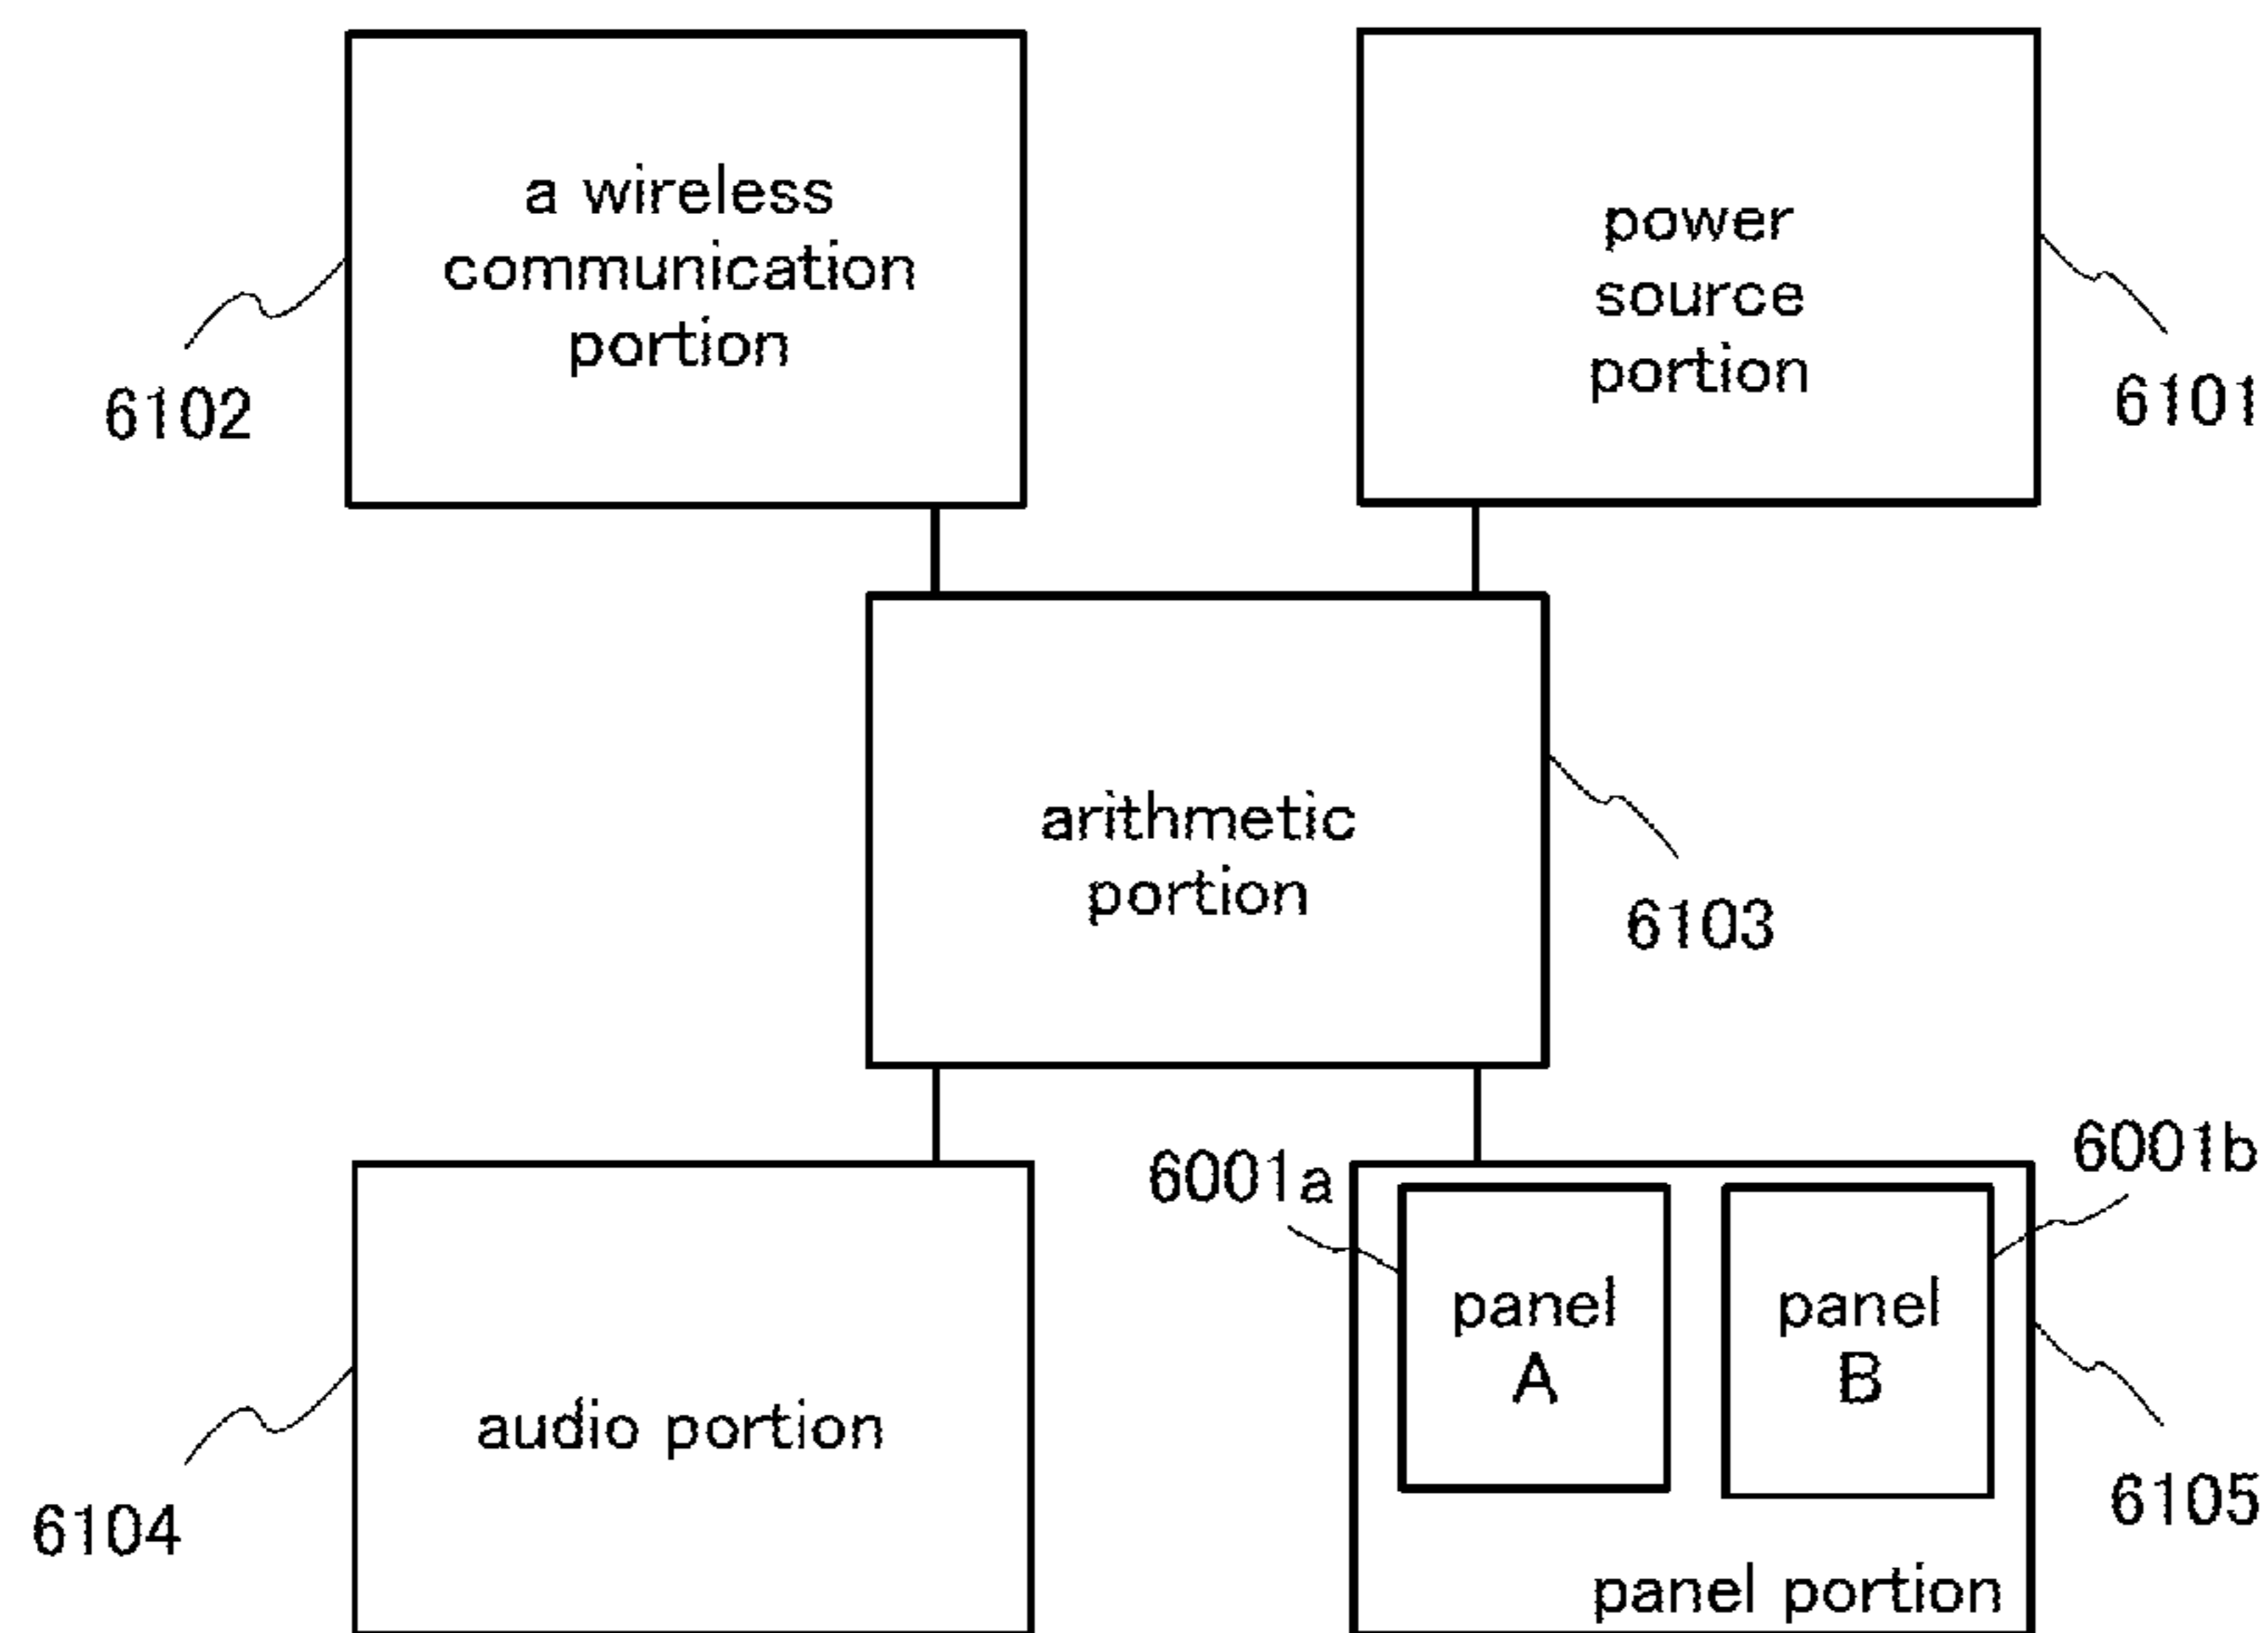 a wireless
communication
portion
6102
power
source
portion
6101
arithmetic
portion
6103
audio portion
6104
6001a
6001b
panel
A
panel
B
6105
panel portion